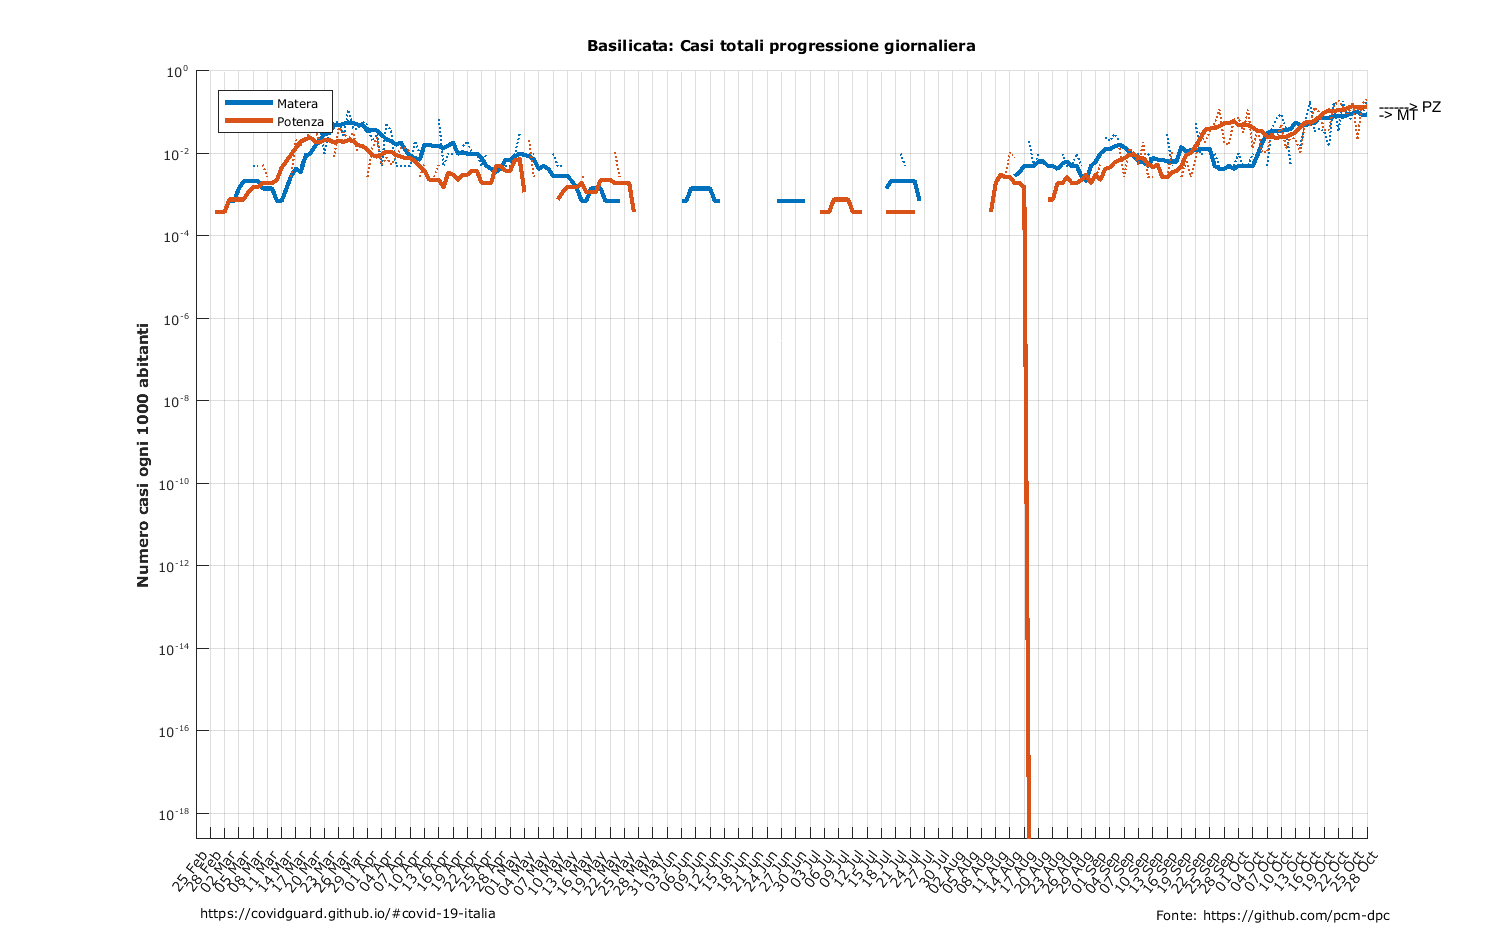 Basilicata: Casi totali progressione giornaliera
10^0
10^-2
10^-4
10^-6
10^-8
10^-10
10^-12
10^-14
10^-16
10^-18
Numero casi ogni 1000 abitanti
Matera
Potenza
------> PZ
-> MT
25 Feb
28 Feb
02 Mar
05 Mar
08 Mar
11 Mar
14 Mar
17 Mar
20 Mar
23 Mar
26 Mar
29 Mar
01 Apr
04 Apr
07 Apr
10 Apr
13 Apr
16 Apr
19 Apr
22 Apr
25 Apr
28 Apr
01 May
04 May
07 May
10 May
13 May
16 May
19 May
22 May
25 May
28 May
31 May
03 Jun
06 Jun
09 Jun
12 Jun
15 Jun
18 Jun
21 Jun
24 Jun
27 Jun
30 Jun
03 Jul
06 Jul
09 Jul
12 Jul
15 Jul
18 Jul
21 Jul
24 Jul
27 Jul
30 Jul
02 Aug
05 Aug
08 Aug
11 Aug
14 Aug
17 Aug
20 Aug
23 Aug
26 Aug
29 Aug
01 Sep
04 Sep
07 Sep
10 Sep
13 Sep
16 Sep
19 Sep
22 Sep
25 Sep
28 Sep
01 Oct
04 Oct
07 Oct
10 Oct
13 Oct
16 Oct
19 Oct
22 Oct
25 Oct
28 Oct
https://covidguard.github.io/#covid-19-italia
Fonte: https://github.com/pcm-dpc